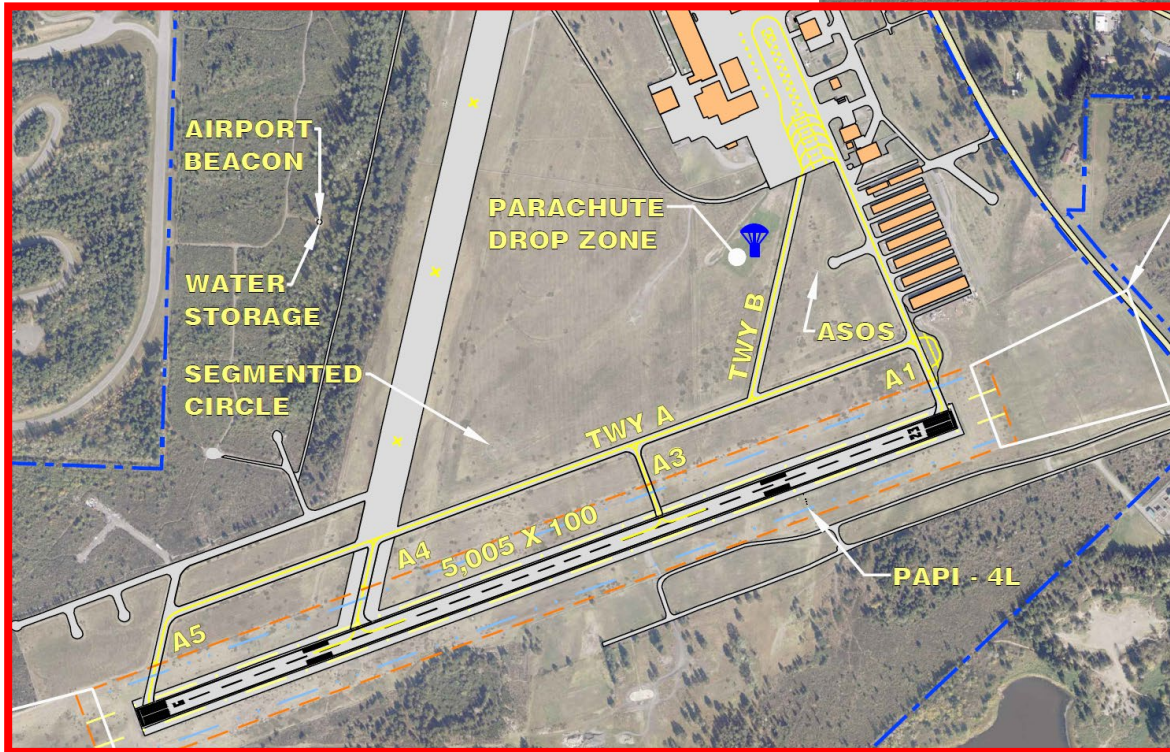 AIRPORT
BEACON
WATER
STORAGE
SEGMENTED
CIRCLE
PARACHUTE
DROP ZONE
TWY B
ASOS
A1
TWY A
A3
A4
5,005 X 100
A5
PAPI - 4L